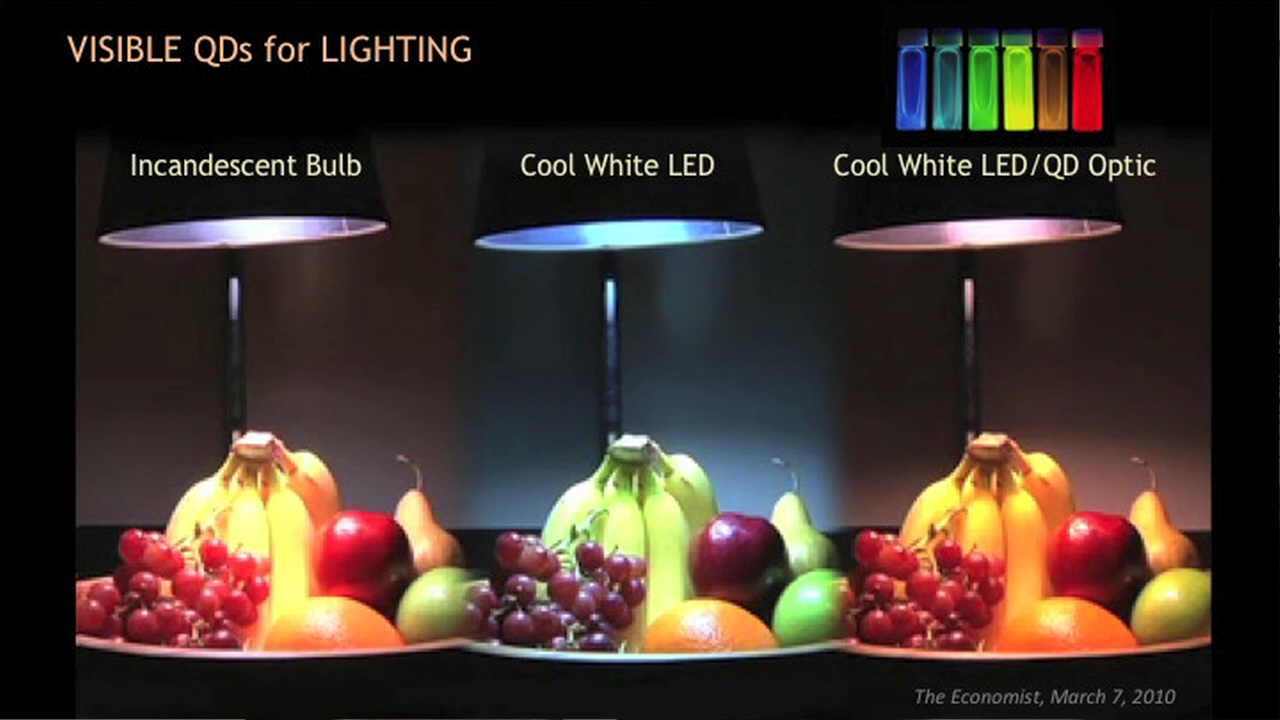 VISIBLE QDs for LIGHTING
Incandescent Bulb
Cool White LED
Cool White LED/QD Optic
The Economist, March 7, 2010